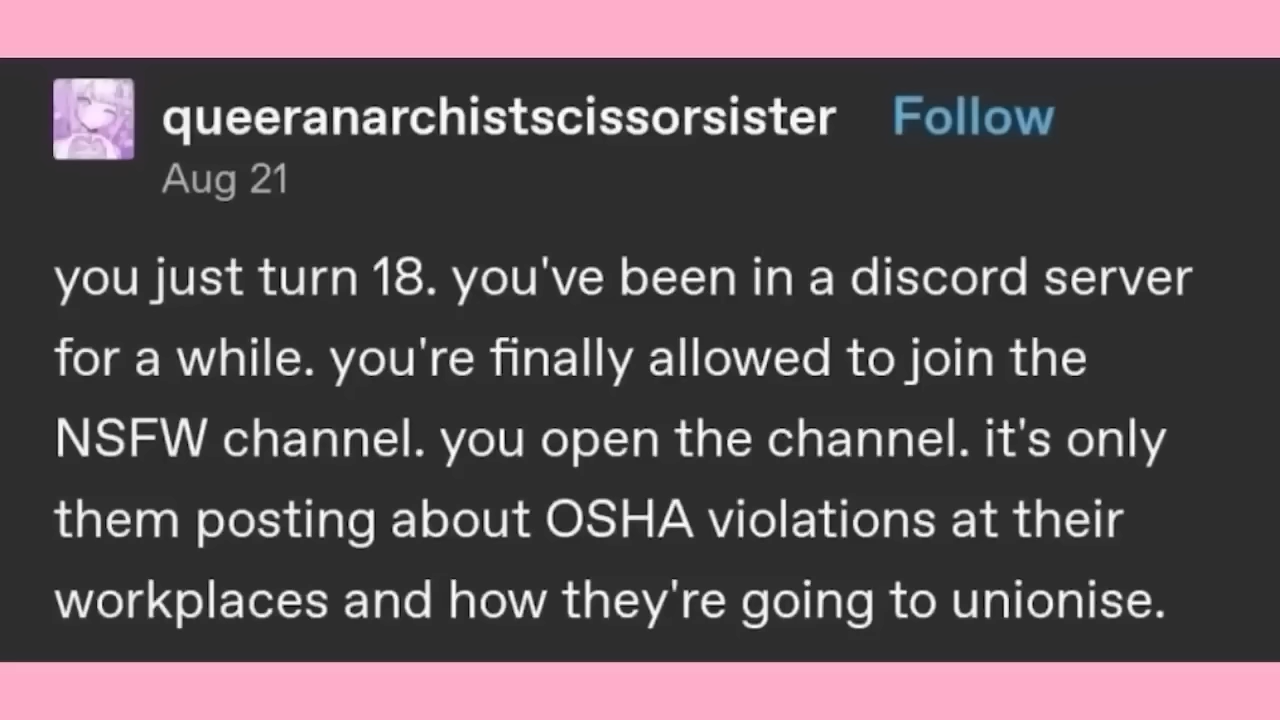 queeranarchistscissorsister Follow
Aug 21
you just turn 18. you've been in a discord server
for a while. you're finally allowed to join the
NSFW channel. you open the channel. it's only
them posting about OSHA violations at their
workplaces and how they're going to unionise.